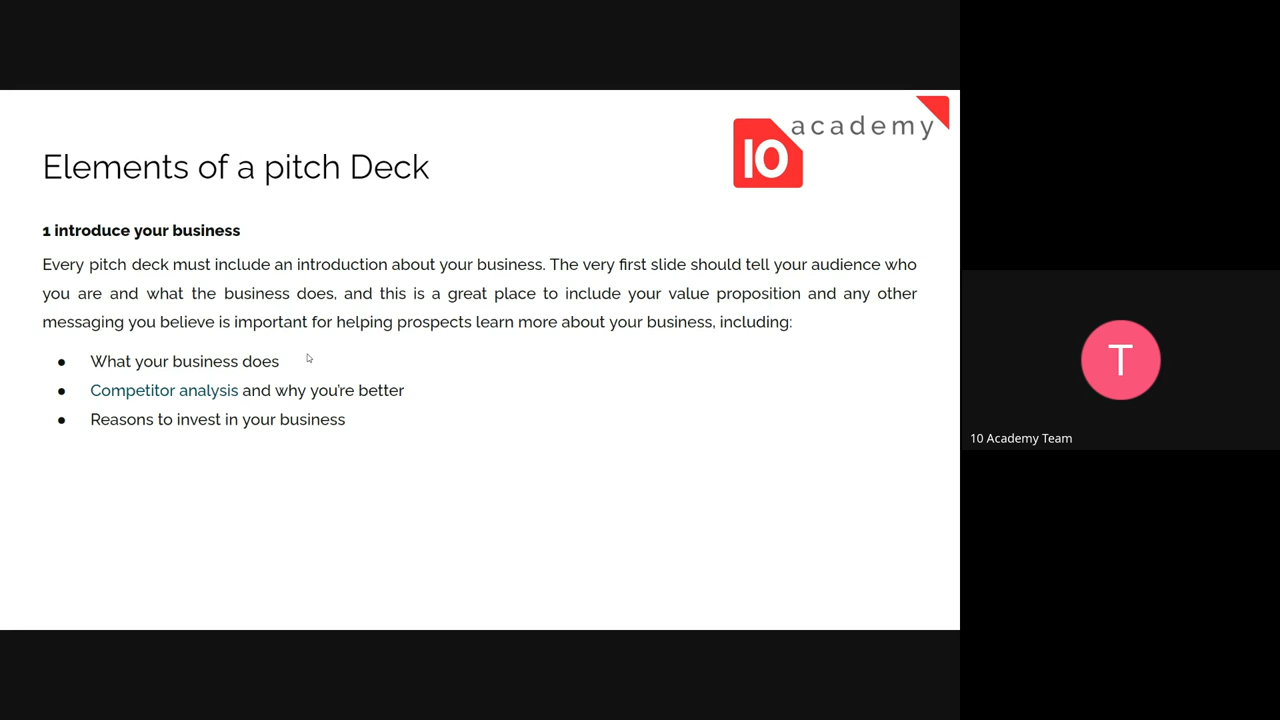 academy
10
Elements of a pitch Deck
1 introduce your business
Every pitch deck must include an introduction about your business. The very first slide should tell your audience who
you are and what the business does, and this is a great place to include your value proposition and any other
messaging you believe is important for helping prospects learn more about your business, including:
● What your business does
● Competitor analysis and why you’re better
● Reasons to invest in your business
T
10 Academy Team